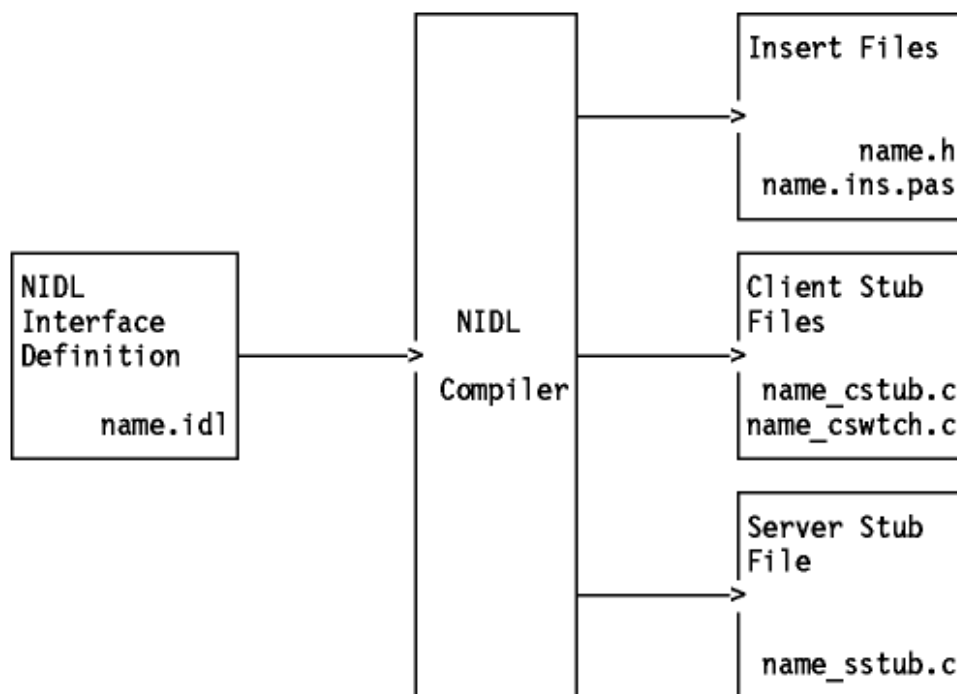 Insert Files
name.h
name.ins.pas
NIDL
Interface
Definition
name.idl
NIDL
Compiler
Client Stub
Files
name_cstub.c
name_cswtch.c
Server Stub
File
name_sstub.c